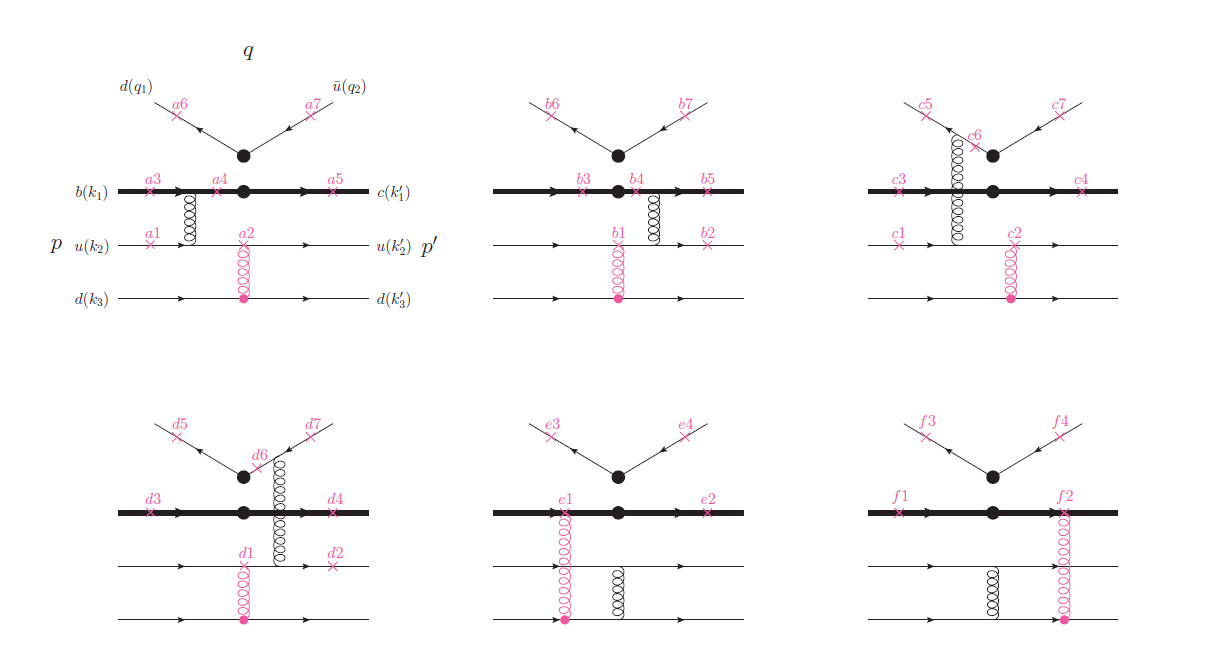 q
d(q₁) ū(q₂)
a6 a7 b6 b7 c5 c7
c6
b(k₁) a3 a4 a5 c(k′₁) b3 b4 b5 c3 c4
p u(k₂) a1 a2 u(k′₂) p′ b1 b2 c1 c2
d(k₃) d(k′₃)
d5 d7 e3 e4 f3 f4
d6
d3 d4 e1 e2 f1 f2
d1 d2